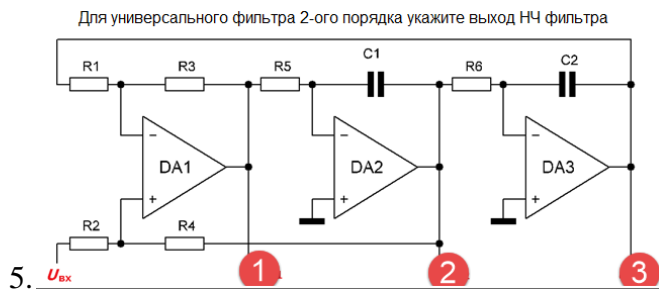 Для универсального фильтра 2-ого порядка укажите выход НЧ фильтра
C1 C2
R1 R3 R5 R6
− − −
DA1 DA2 DA3
+ + +
R2 R4
5. Uвх 1 2 3